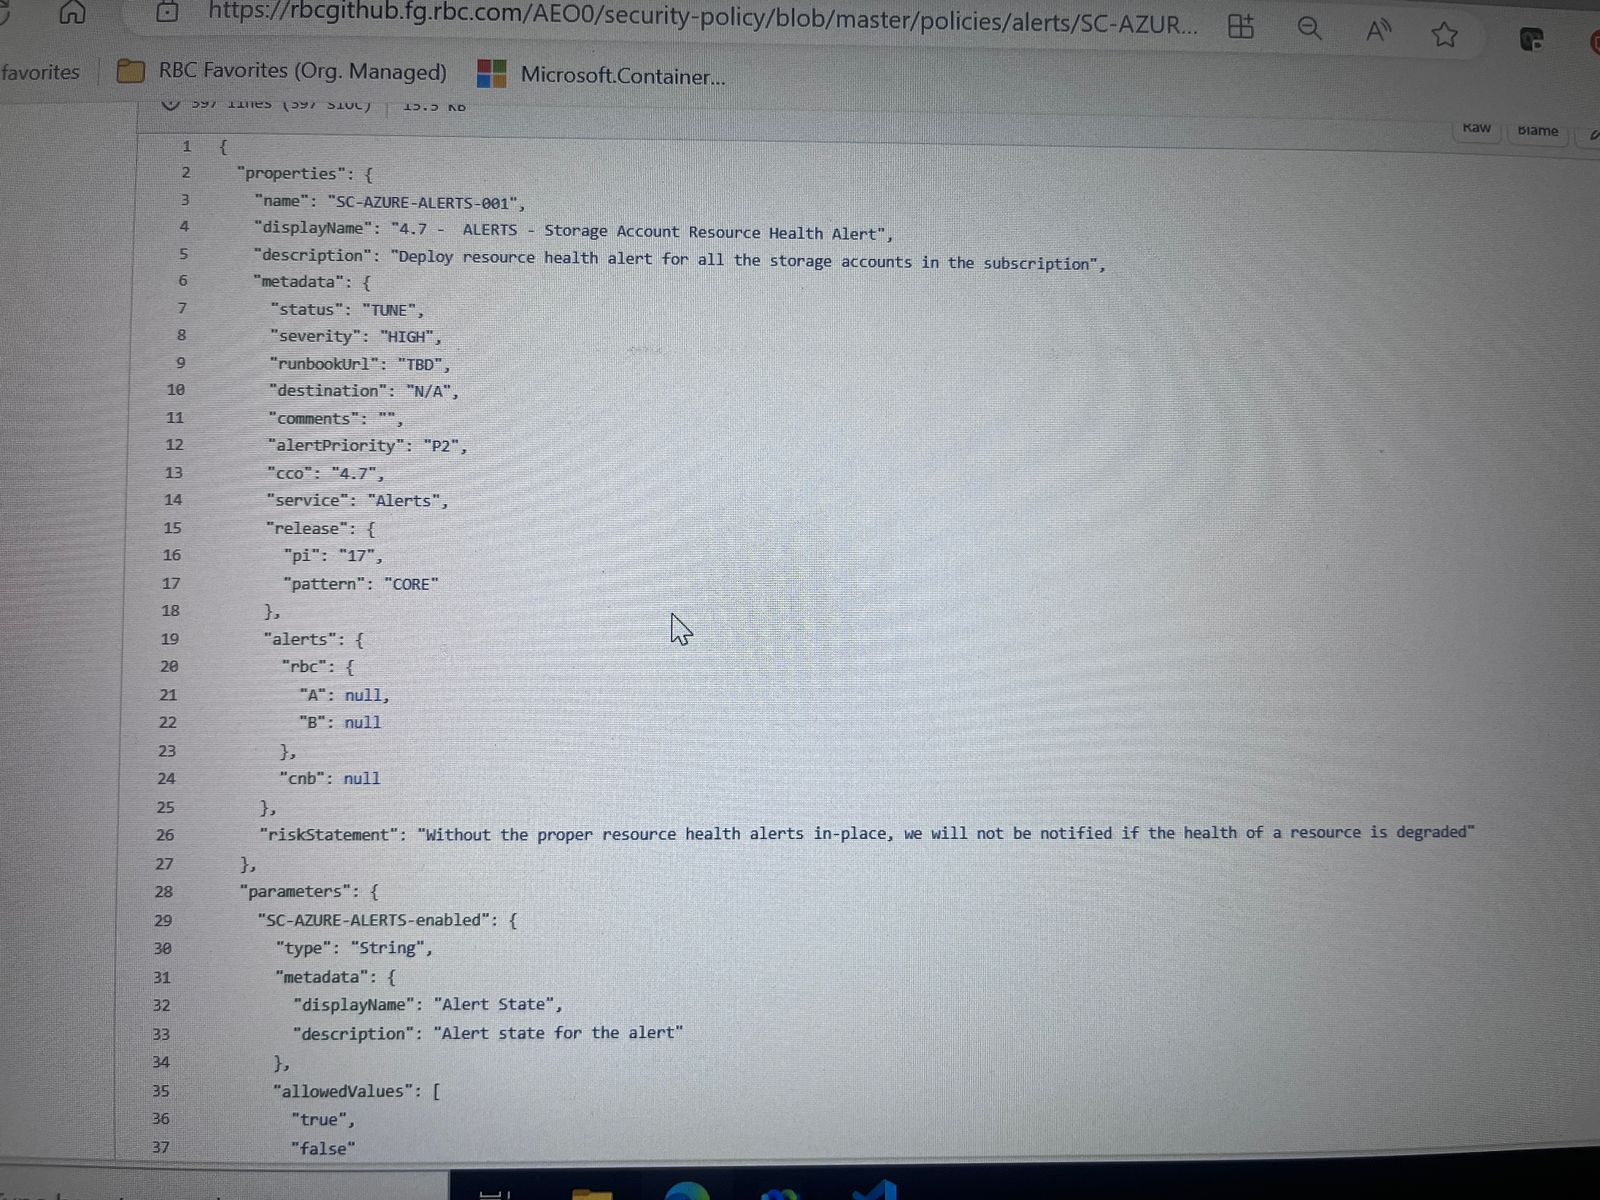 https://rbcgithub.fg.rbc.com/AEO0/security-policy/blob/master/policies/alerts/SC-AZUR...
favorites
RBC Favorites (Org. Managed)
Microsoft.Container...
397 lines (397 sloc) 15.5 KB
Raw Blame
1 {
2 "properties": {
3 "name": "SC-AZURE-ALERTS-001",
4 "displayName": "4.7 -  ALERTS - Storage Account Resource Health Alert",
5 "description": "Deploy resource health alert for all the storage accounts in the subscription",
6 "metadata": {
7 "status": "TUNE",
8 "severity": "HIGH",
9 "runbookUrl": "TBD",
10 "destination": "N/A",
11 "comments": "",
12 "alertPriority": "P2",
13 "cco": "4.7",
14 "service": "Alerts",
15 "release": {
16 "pi": "17",
17 "pattern": "CORE"
18 },
19 "alerts": {
20 "rbc": {
21 "A": null,
22 "B": null
23 },
24 "cnb": null
25 },
26 "riskStatement": "Without the proper resource health alerts in-place, we will not be notified if the health of a resource is degraded"
27 },
28 "parameters": {
29 "SC-AZURE-ALERTS-enabled": {
30 "type": "String",
31 "metadata": {
32 "displayName": "Alert State",
33 "description": "Alert state for the alert"
34 },
35 "allowedValues": [
36 "true",
37 "false"